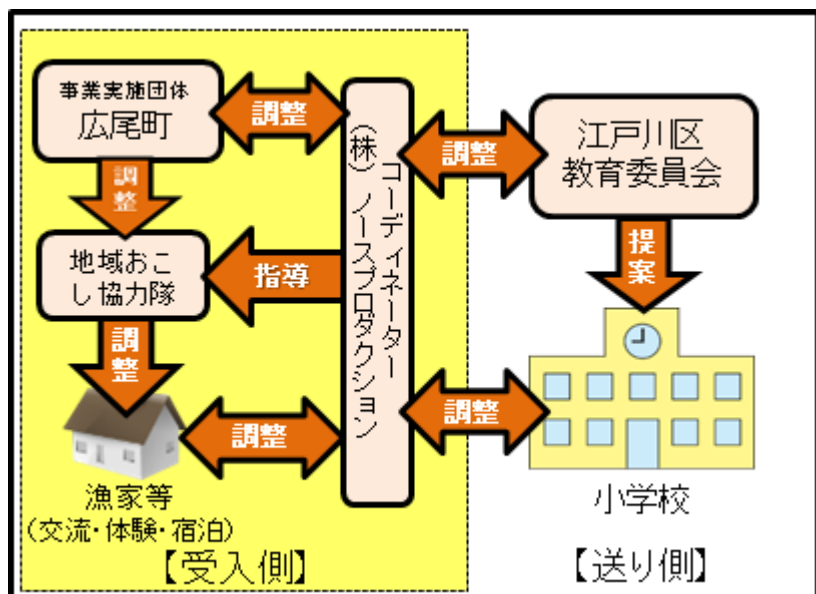 事業実施団体
広尾町
調整
調整
地域おこ
し協力隊
指導
調整
調整
漁家等
(交流・体験・宿泊)
【受入側】
コーディネーター
(株)ノースプロダクション
調整
江戸川区
教育委員会
提案
調整
小学校
【送り側】